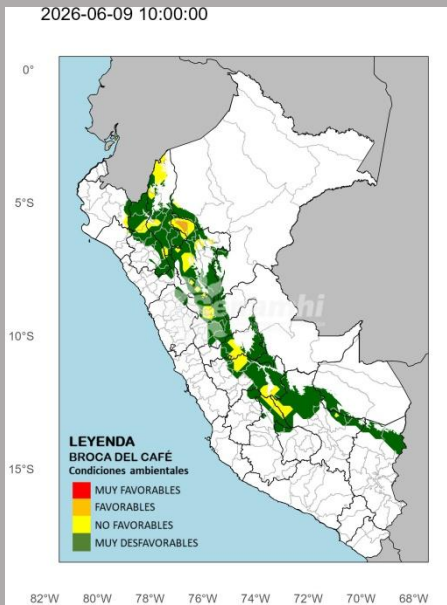 2026-06-09 10:00:00
0°
5°S
10°S
15°S
senamhi
LEYENDA
BROCA DEL CAFÉ
Condiciones ambientales
MUY FAVORABLES
FAVORABLES
NO FAVORABLES
MUY DESFAVORABLES
82°W 80°W 78°W 76°W 74°W 72°W 70°W 68°W